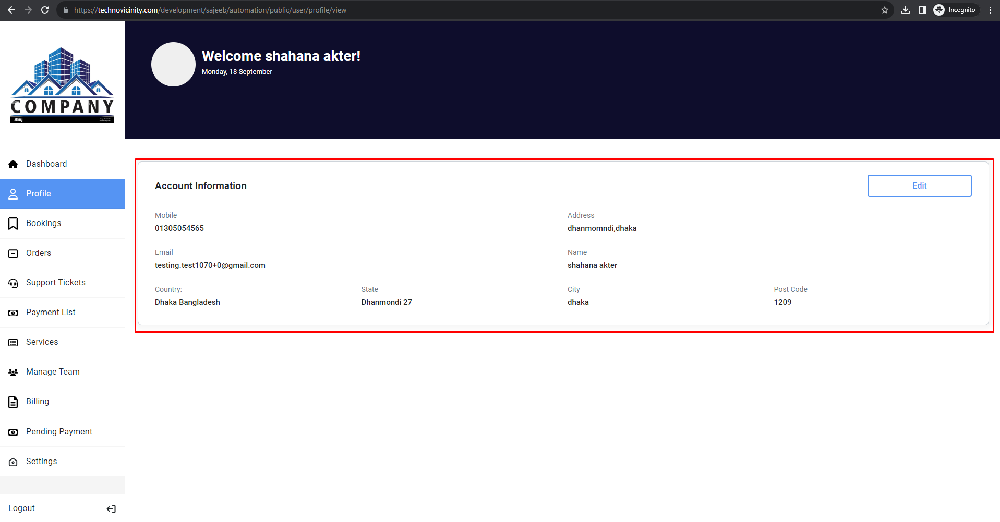 https://technovicinity.com/development/sajeeb/automation/public/user/profile/view
Incognito
COMPANY
alamy
Welcome shahana akter!
Monday, 18 September
Dashboard
Profile
Bookings
Orders
Support Tickets
Payment List
Services
Manage Team
Billing
Pending Payment
Settings
Logout
Account Information
Edit
Mobile
01305054565
Address
dhanmomndi,dhaka
Email
testing.test1070+0@gmail.com
Name
shahana akter
Country:
Dhaka Bangladesh
State
Dhanmondi 27
City
dhaka
Post Code
1209